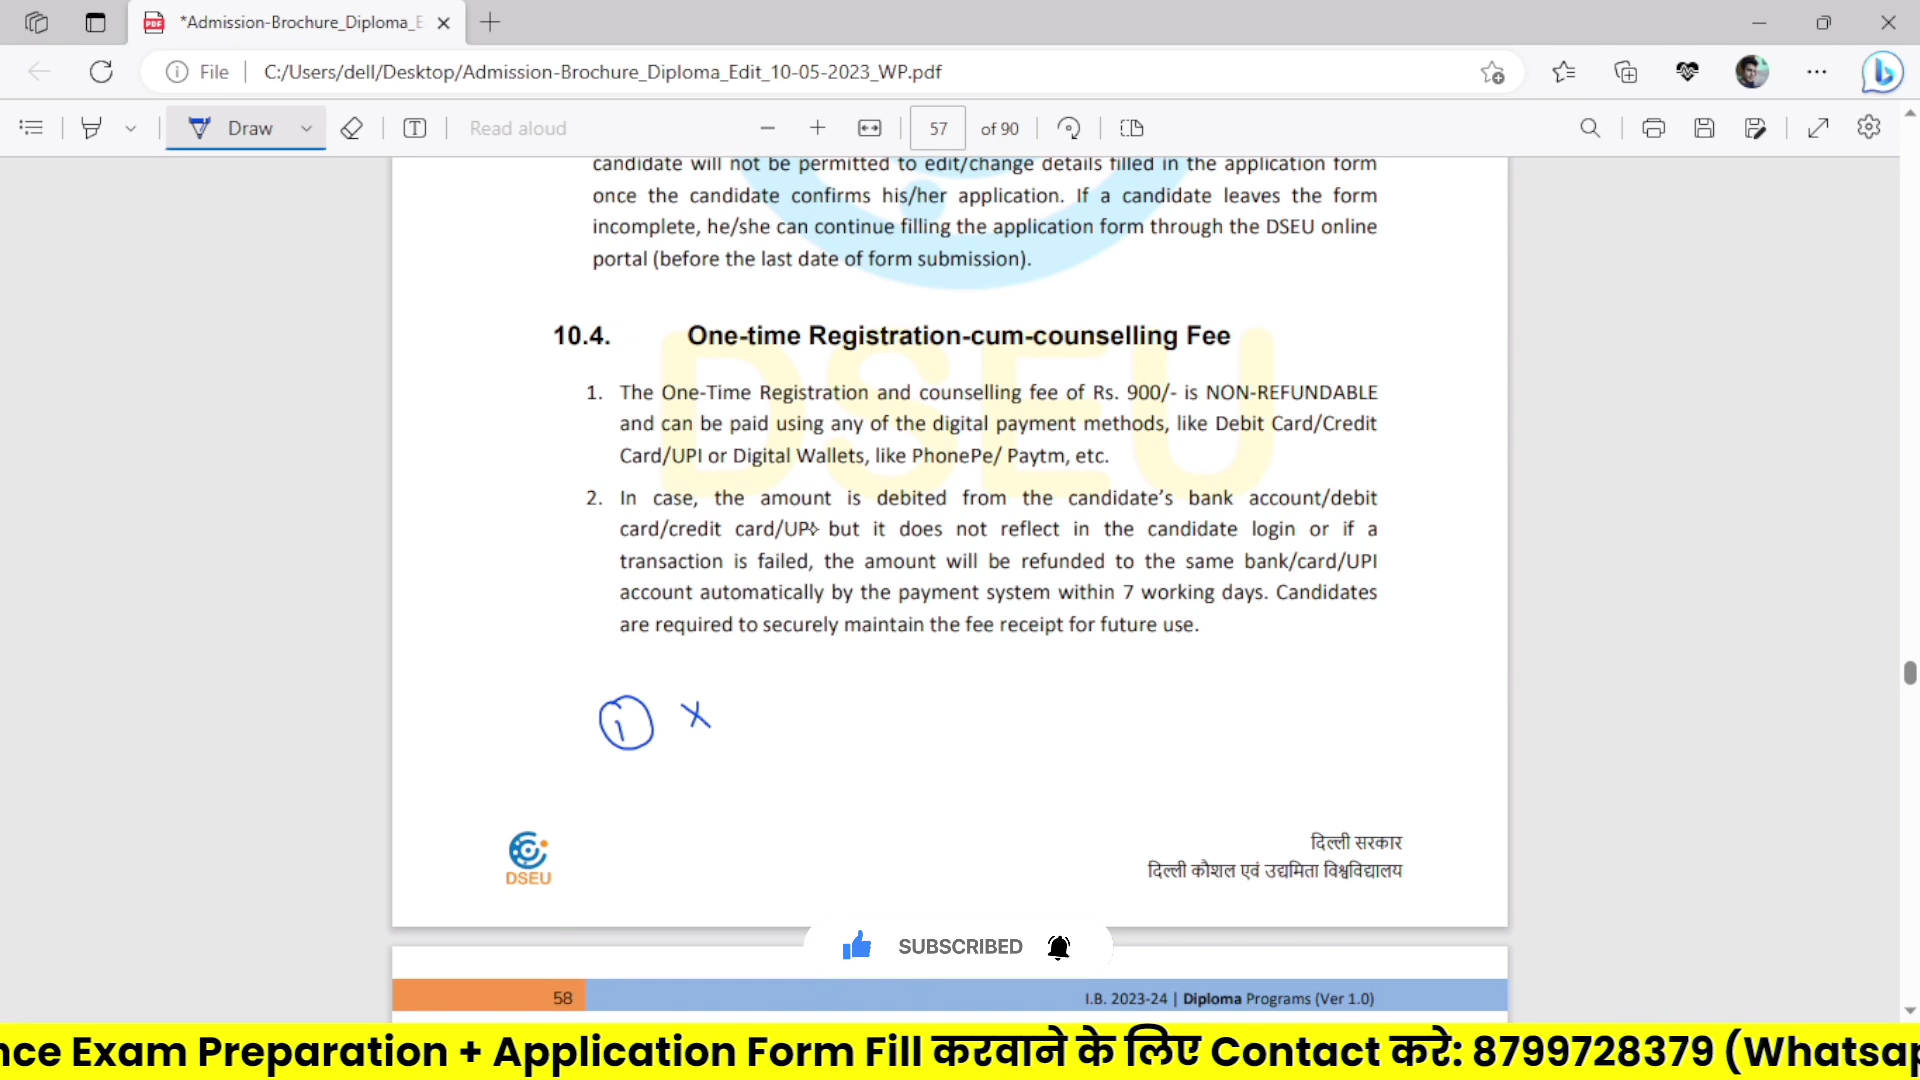 *Admission-Brochure_Diploma_E
File
C:/Users/dell/Desktop/Admission-Brochure_Diploma_Edit_10-05-2023_WP.pdf
Draw
Read aloud
57
of 90
candidate will not be permitted to edit/change details filled in the application form
once the candidate confirms his/her application. If a candidate leaves the form
incomplete, he/she can continue filling the application form through the DSEU online
portal (before the last date of form submission).
10.4. One-time Registration-cum-counselling Fee
1. The One-Time Registration and counselling fee of Rs. 900/- is NON-REFUNDABLE
and can be paid using any of the digital payment methods, like Debit Card/Credit
Card/UPI or Digital Wallets, like PhonePe/ Paytm, etc.
2. In case, the amount is debited from the candidate's bank account/debit
card/credit card/UPI but it does not reflect in the candidate login or if a
transaction is failed, the amount will be refunded to the same bank/card/UPI
account automatically by the payment system within 7 working days. Candidates
are required to securely maintain the fee receipt for future use.
DSEU
1 X
DSEU
दिल्ली सरकार
दिल्ली कौशल एवं उद्यमिता विश्वविद्यालय
SUBSCRIBED
58
I.B. 2023-24 | Diploma Programs (Ver 1.0)
nce Exam Preparation + Application Form Fill करवाने के लिए Contact करे: 8799728379 (Whatsap